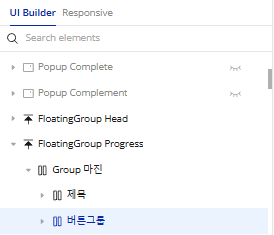 UI Builder Responsive
Search elements
Popup Complete
Popup Complement
FloatingGroup Head
FloatingGroup Progress
Group 마진
제목
버튼그룹